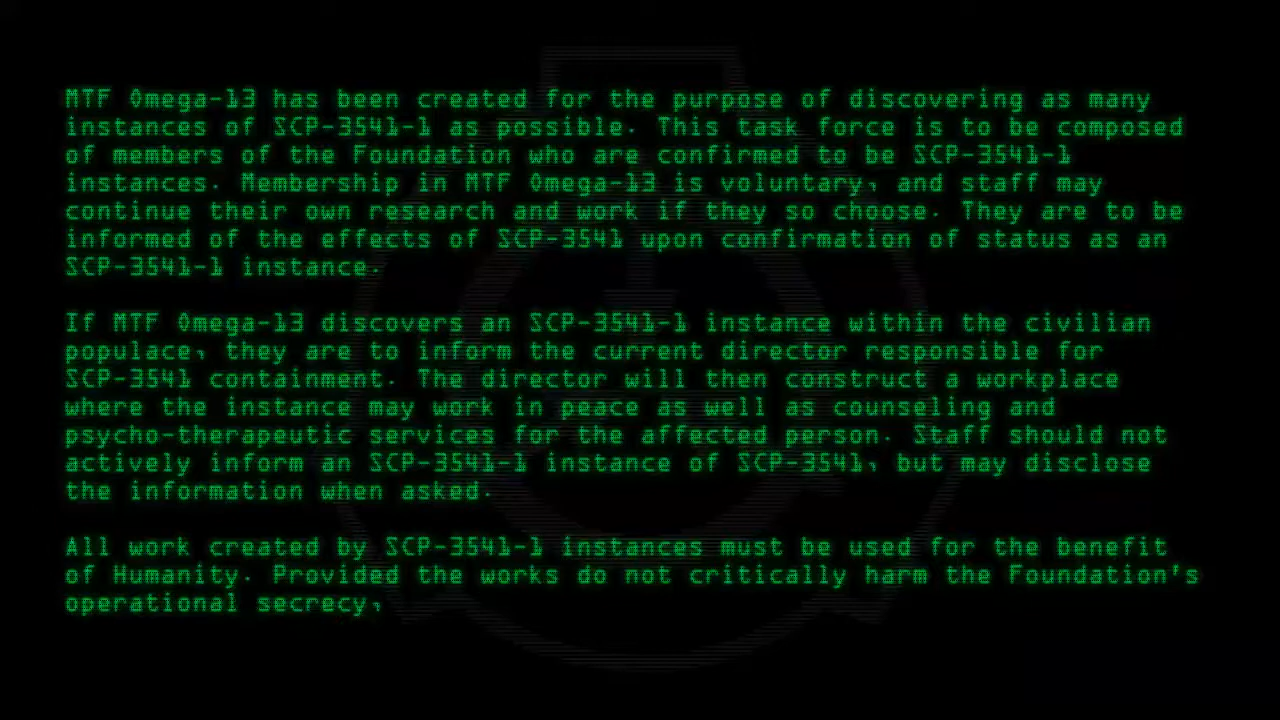 MTF Omega-13 has been created for the purpose of discovering as many
instances of SCP-3541-1 as possible. This task force is to be composed
of members of the Foundation who are confirmed to be SCP-3541-1
instances. Membership in MTF Omega-13 is voluntary, and staff may
continue their own research and work if they so choose. They are to be
informed of the effects of SCP-3541 upon confirmation of status as an
SCP-3541-1 instance.
If MTF Omega-13 discovers an SCP-3541-1 instance within the civilian
populace, they are to inform the current director responsible for
SCP-3541 containment. The director will then construct a workplace
where the instance may work in peace as well as counseling and
psycho-therapeutic services for the affected person. Staff should not
actively inform an SCP-3541-1 instance of SCP-3541, but may disclose
the information when asked.
All work created by SCP-3541-1 instances must be used for the benefit
of Humanity. Provided the works do not critically harm the Foundation's
operational secrecy,